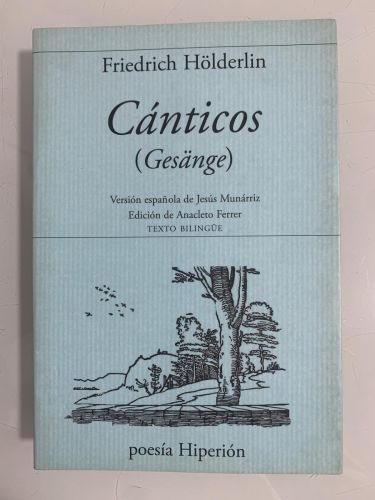 Friedrich Hölderlin
Cánticos
(Gesänge)
Versión española de Jesús Munárriz
Edición de Anacleto Ferrer
TEXTO BILINGÜE
poesía Hiperión